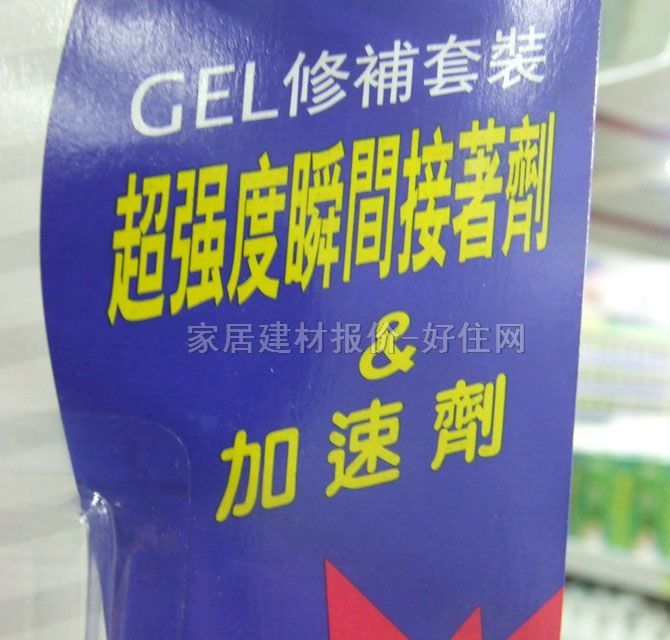 GEL修補套裝
超强度瞬間接著劑
&
家居建材报价-好住网
加速劑